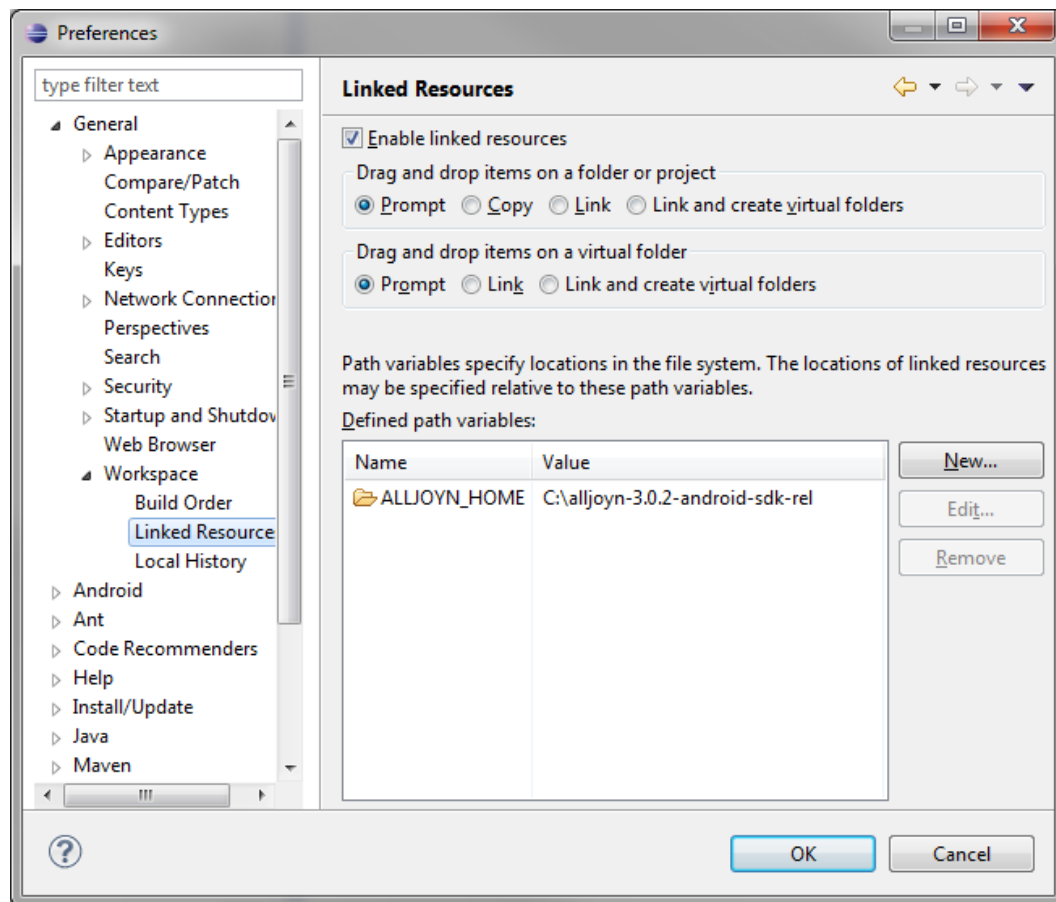 Preferences
type filter text
General
Appearance
Compare/Patch
Content Types
Editors
Keys
Network Connection
Perspectives
Search
Security
Startup and Shutdow
Web Browser
Workspace
Build Order
Linked Resource
Local History
Android
Ant
Code Recommenders
Help
Install/Update
Java
Maven
Linked Resources
Enable linked resources
Drag and drop items on a folder or project
Prompt Copy Link Link and create virtual folders
Drag and drop items on a virtual folder
Prompt Link Link and create virtual folders
Path variables specify locations in the file system. The locations of linked resources
may be specified relative to these path variables.
Defined path variables:
Name Value
ALLJOYN_HOME C:\alljoyn-3.0.2-android-sdk-rel
New...
Edit...
Remove
OK Cancel